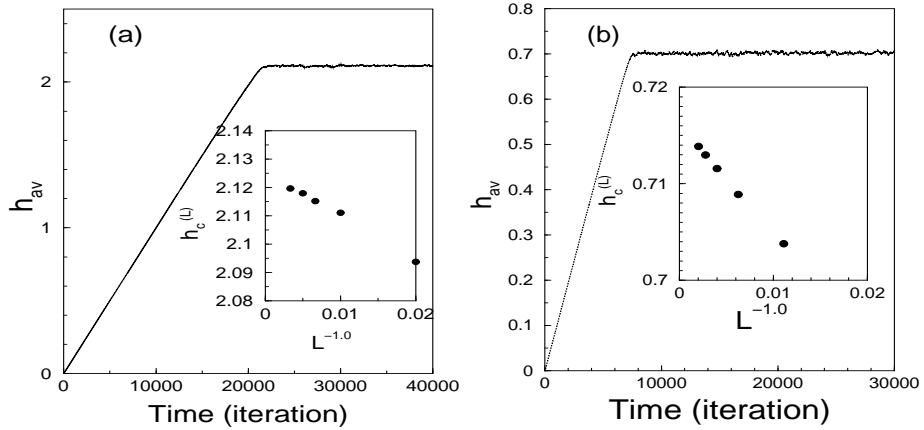 (a)
2
1
0
h_av
0 10000 20000 30000 40000
Time (iteration)
2.14
2.13
2.12
2.11
2.10
2.09
2.08
h_c^(L)
0 0.01 0.02
L^−1.0
(b)
0.8
0.7
0.6
0.5
0.4
0.3
0.2
0.1
0
h_av
0 10000 20000 30000
Time (iteration)
0.72
0.71
0.7
h_c^(L)
0 0.01 0.02
L^−1.0